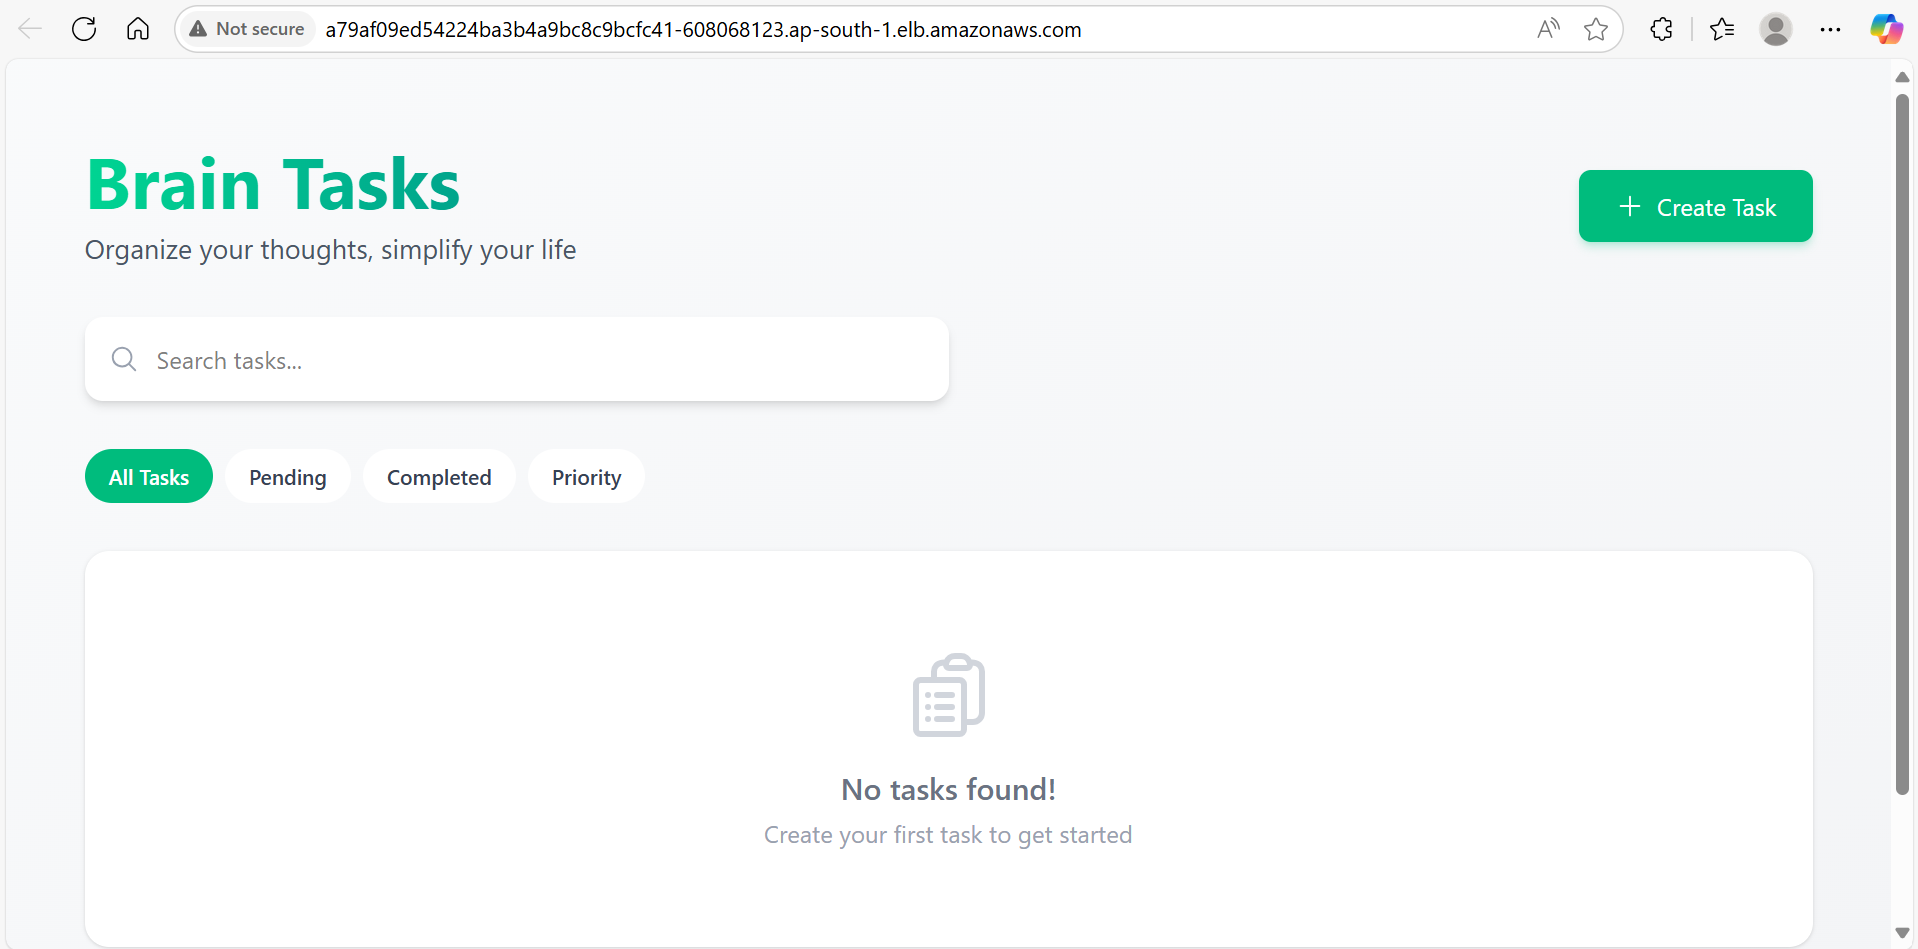 Not secure
a79af09ed54224ba3b4a9bc8c9bcfc41-608068123.ap-south-1.elb.amazonaws.com
Brain Tasks
Create Task
Organize your thoughts, simplify your life
Search tasks...
All Tasks
Pending
Completed
Priority
No tasks found!
Create your first task to get started